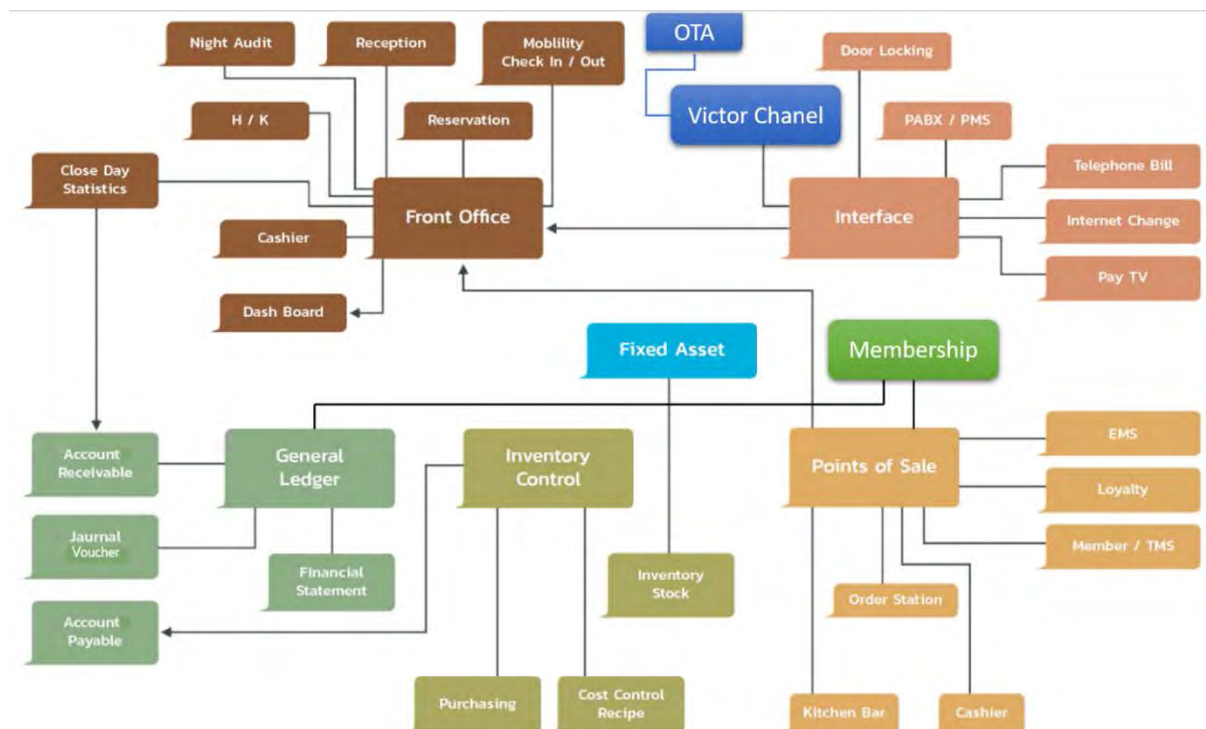 Night Audit
Reception
Moblility
Check In / Out
OTA
Door Locking
H / K
Reservation
Victor Chanel
PABX / PMS
Close Day
Statistics
Front Office
Interface
Telephone Bill
Internet Change
Pay TV
Cashier
Dash Board
Fixed Asset
Membership
Account
Receivable
General
Ledger
Inventory
Control
Points of Sale
EMS
Loyalty
Member / TMS
Jaurnal
Voucher
Financial
Statement
Inventory
Stock
Order Station
Account
Payable
Purchasing
Cost Control
Recipe
Kitchen Bar
Cashier